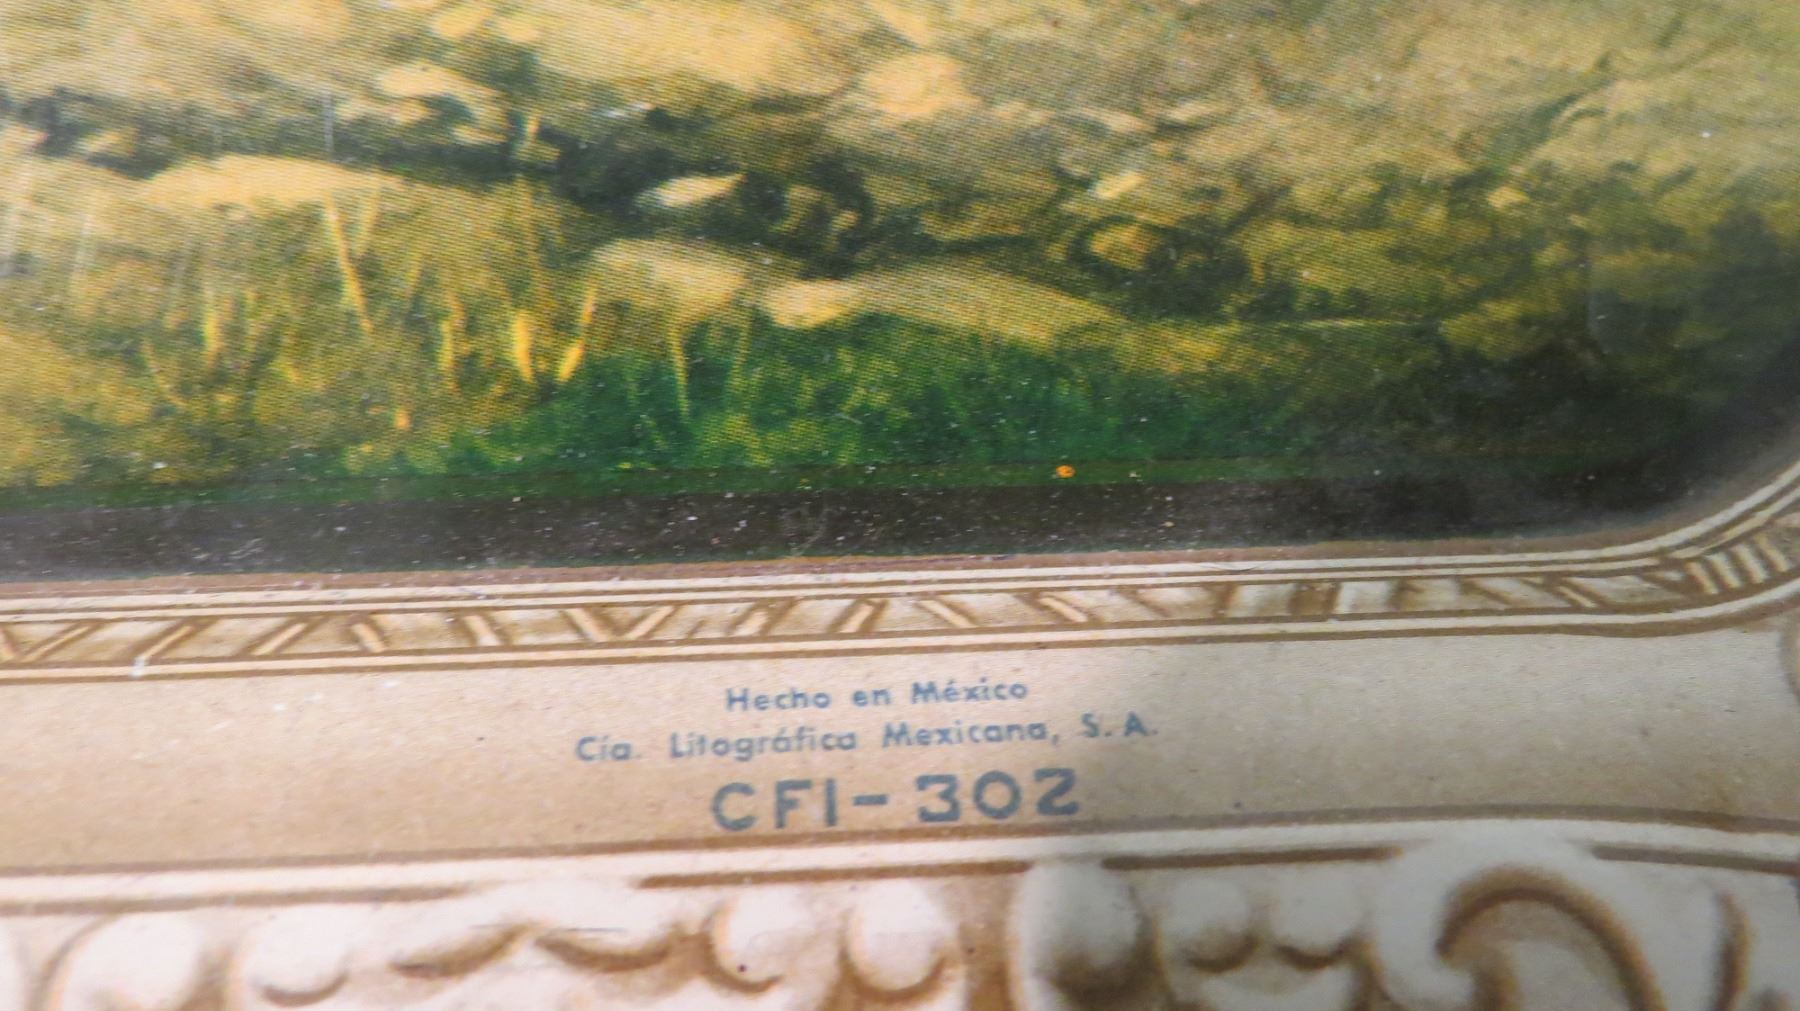 Hecho en México
Cía. Litográfica Mexicana, S. A.
CFI-302